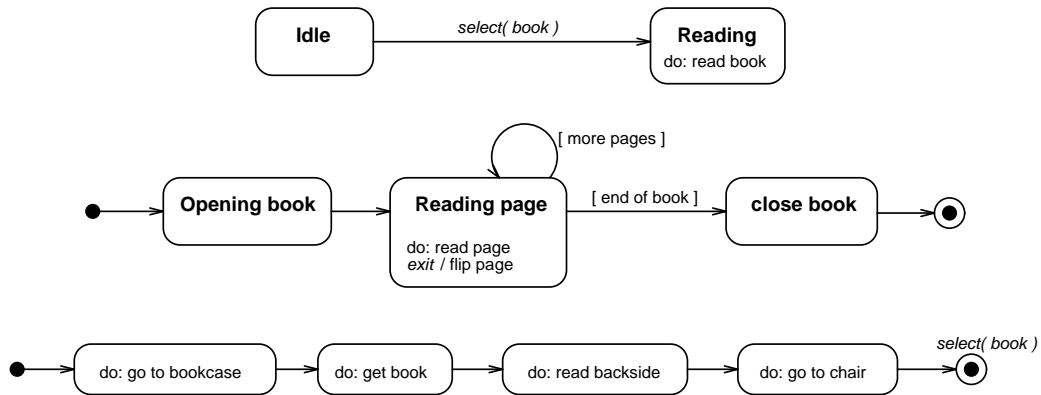 Idle
select( book )
Reading
do: read book
[ more pages ]
Opening book
Reading page
do: read page
exit / flip page
[ end of book ]
close book
do: go to bookcase
do: get book
do: read backside
do: go to chair
select( book )